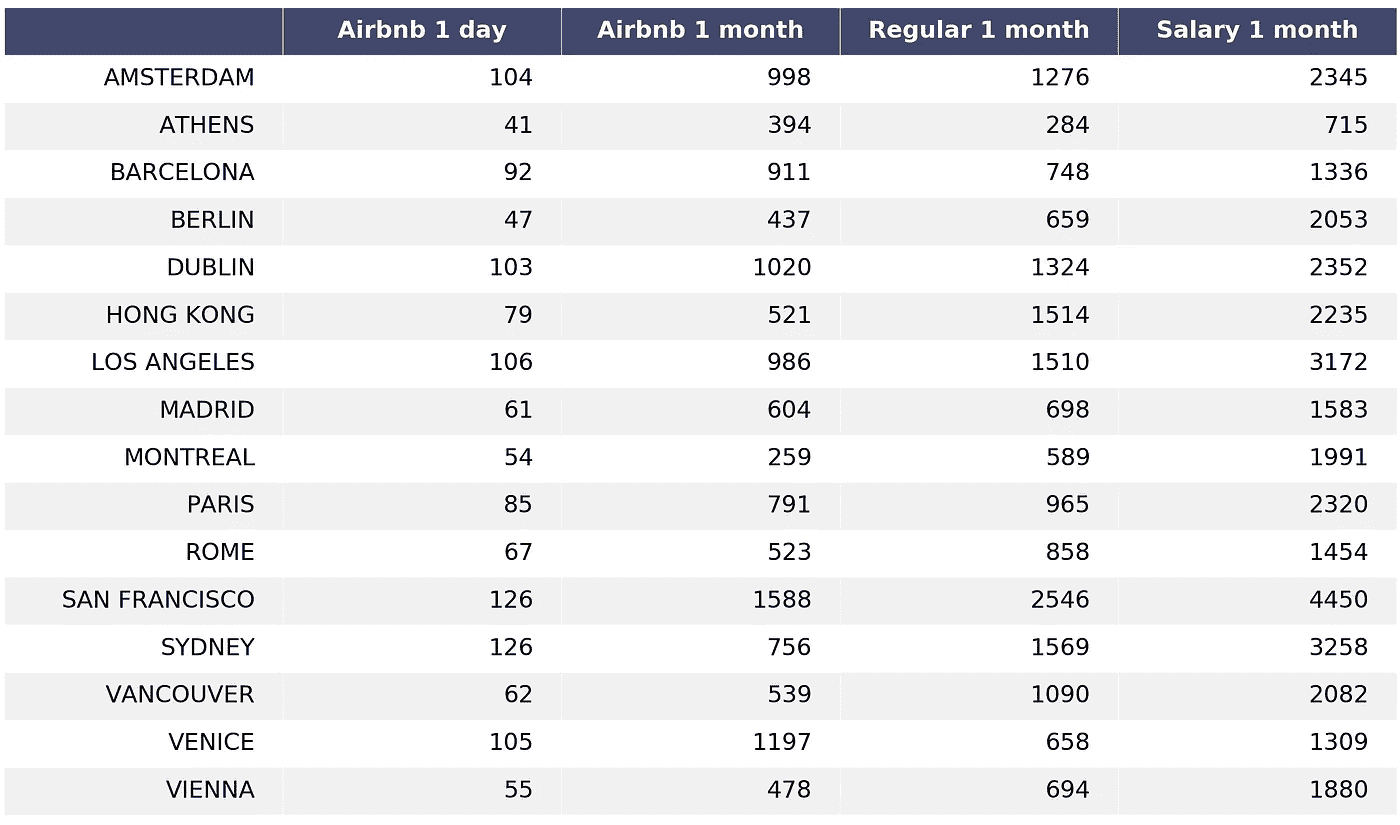 Airbnb 1 day Airbnb 1 month Regular 1 month Salary 1 month
AMSTERDAM 104 998 1276 2345
ATHENS 41 394 284 715
BARCELONA 92 911 748 1336
BERLIN 47 437 659 2053
DUBLIN 103 1020 1324 2352
HONG KONG 79 521 1514 2235
LOS ANGELES 106 986 1510 3172
MADRID 61 604 698 1583
MONTREAL 54 259 589 1991
PARIS 85 791 965 2320
ROME 67 523 858 1454
SAN FRANCISCO 126 1588 2546 4450
SYDNEY 126 756 1569 3258
VANCOUVER 62 539 1090 2082
VENICE 105 1197 658 1309
VIENNA 55 478 694 1880